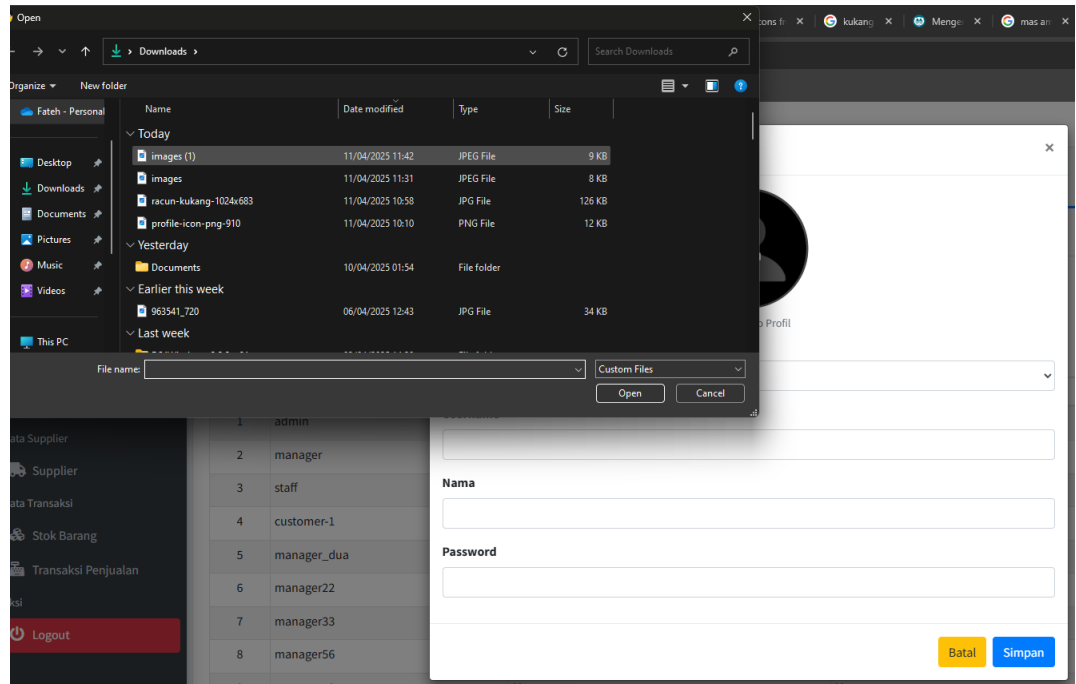 Open
cons fr
kukang
Menge
mas am
Downloads
Search Downloads
Organize
New folder
Fateh - Personal
Desktop
Downloads
Documents
Pictures
Music
Videos
This PC
Name Date modified Type Size
Today
images (1) 11/04/2025 11:42 JPEG File 9 KB
images 11/04/2025 11:31 JPEG File 8 KB
racun-kukang-1024x683 11/04/2025 10:58 JPG File 126 KB
profile-icon-png-910 11/04/2025 10:10 PNG File 12 KB
Yesterday
Documents 10/04/2025 01:54 File folder
Earlier this week
963541_720 06/04/2025 12:43 JPG File 34 KB
Last week
File name:
Custom Files
Open
Cancel
ata Supplier
Supplier
ata Transaksi
Stok Barang
Transaksi Penjualan
ksi
Logout
1 admin
2 manager
3 staff
4 customer-1
5 manager_dua
6 manager22
7 manager33
8 manager56
Profil
Nama
Password
Batal
Simpan